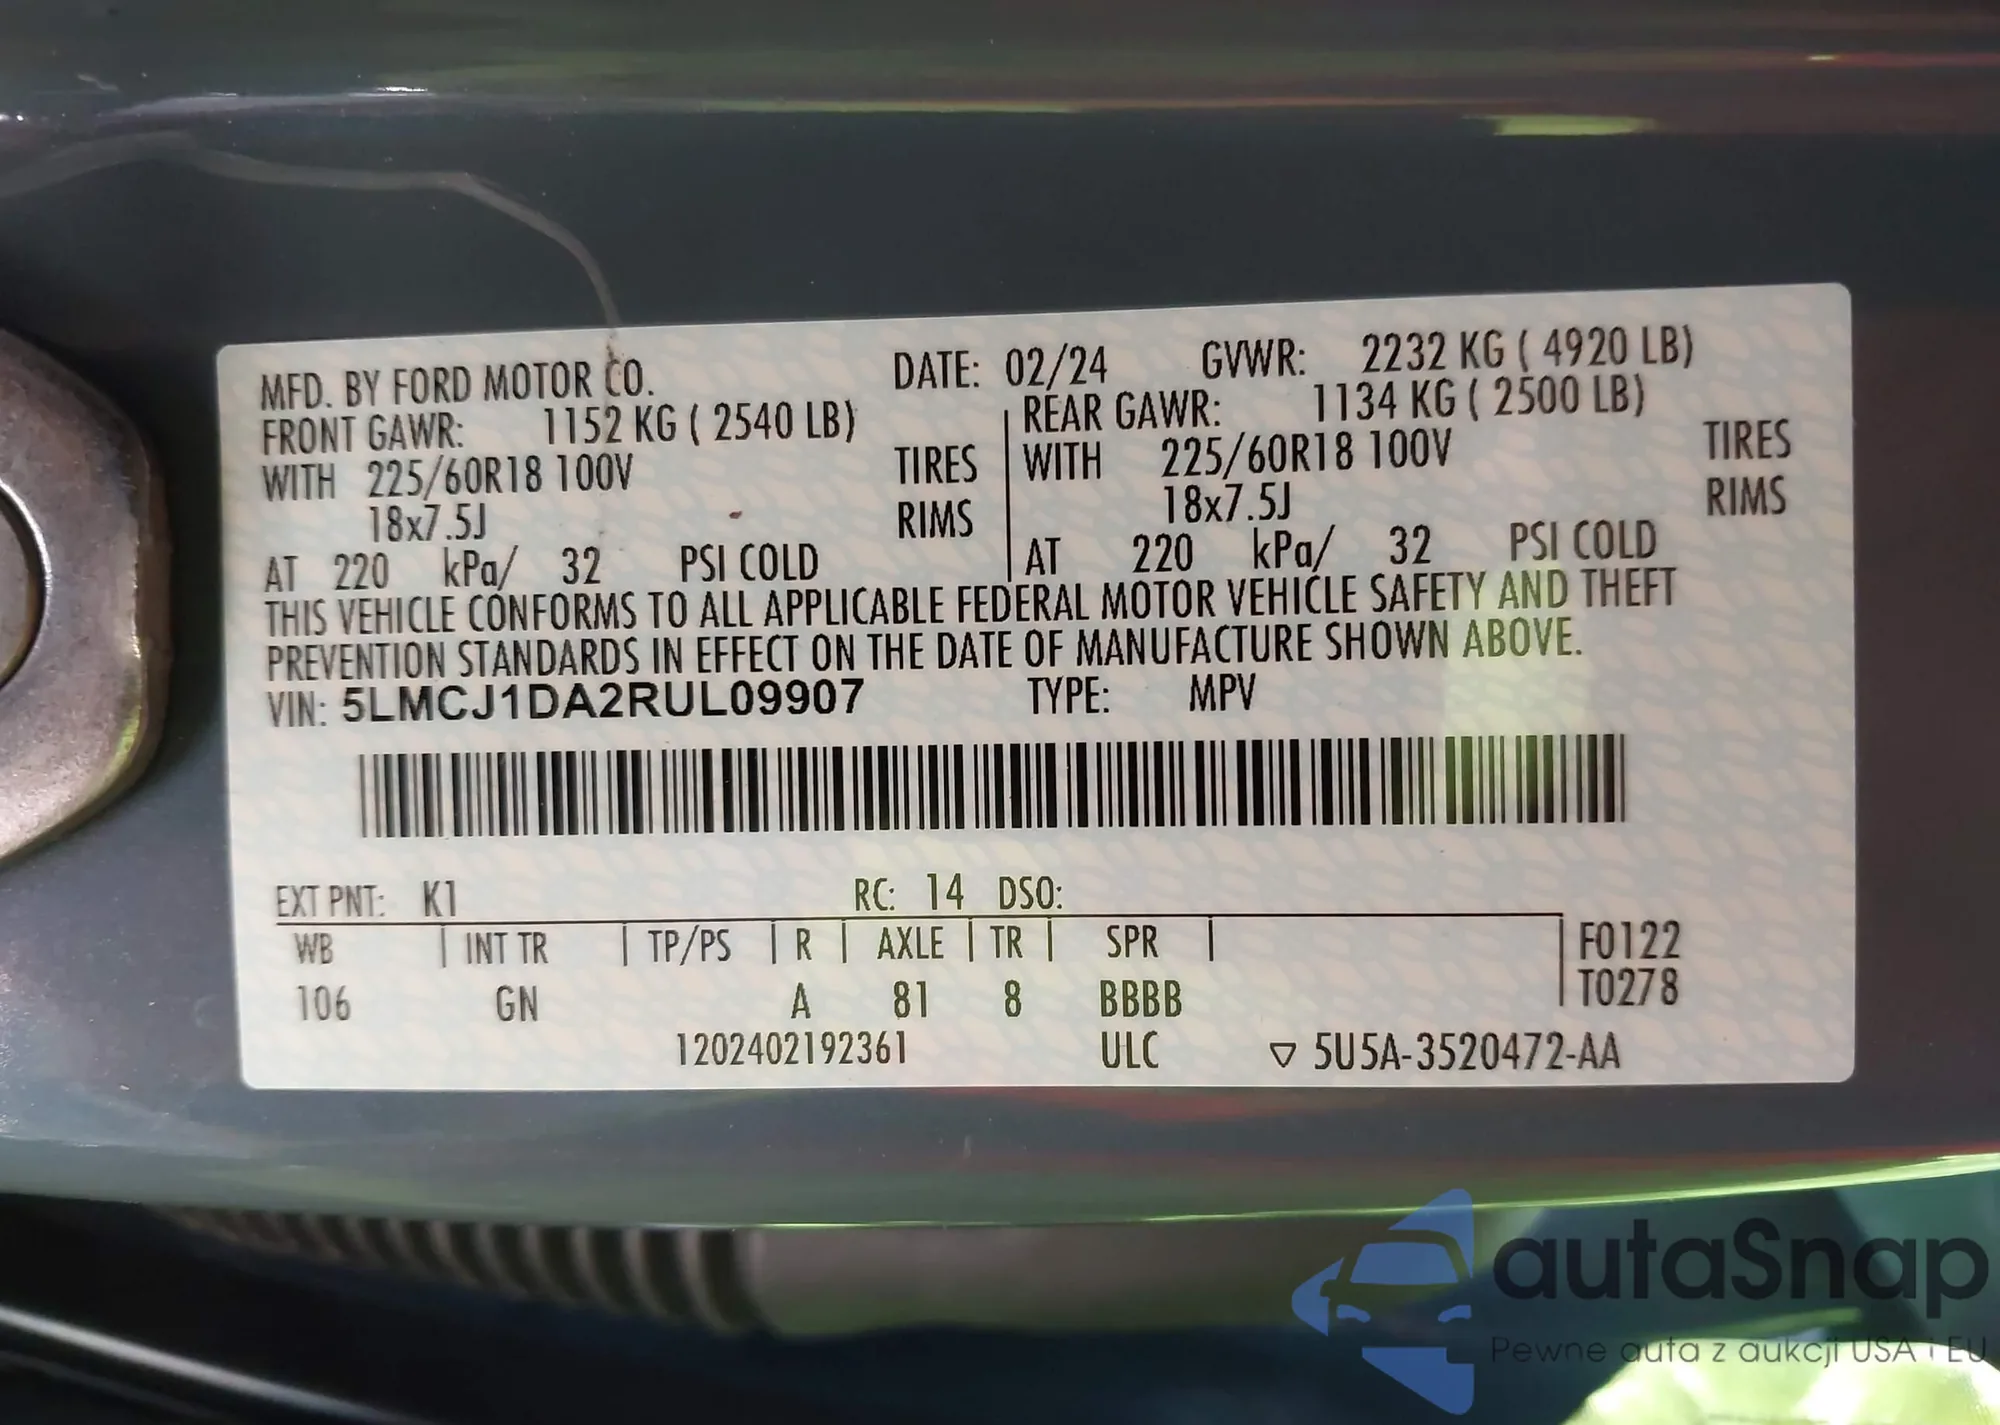 MFD. BY FORD MOTOR CO. DATE: 02/24 GVWR: 2232 KG ( 4920 LB)
FRONT GAWR: 1152 KG ( 2540 LB) REAR GAWR: 1134 KG ( 2500 LB)
WITH 225/60R18 100V TIRES WITH 225/60R18 100V TIRES
18x7.5J RIMS 18x7.5J RIMS
AT 220 kPa/ 32 PSI COLD AT 220 kPa/ 32 PSI COLD
THIS VEHICLE CONFORMS TO ALL APPLICABLE FEDERAL MOTOR VEHICLE SAFETY AND THEFT
PREVENTION STANDARDS IN EFFECT ON THE DATE OF MANUFACTURE SHOWN ABOVE.
VIN: 5LMCJ1DA2RUL09907 TYPE: MPV
EXT PNT: K1 RC: 14 DSO:
WB INT TR TP/PS R AXLE TR SPR F0122
106 GN A 81 8 BBBB T0278
1202402192361 ULC ▽ 5U5A-3520472-AA
autaSnap
Pewne auta z aukcji USA i EU